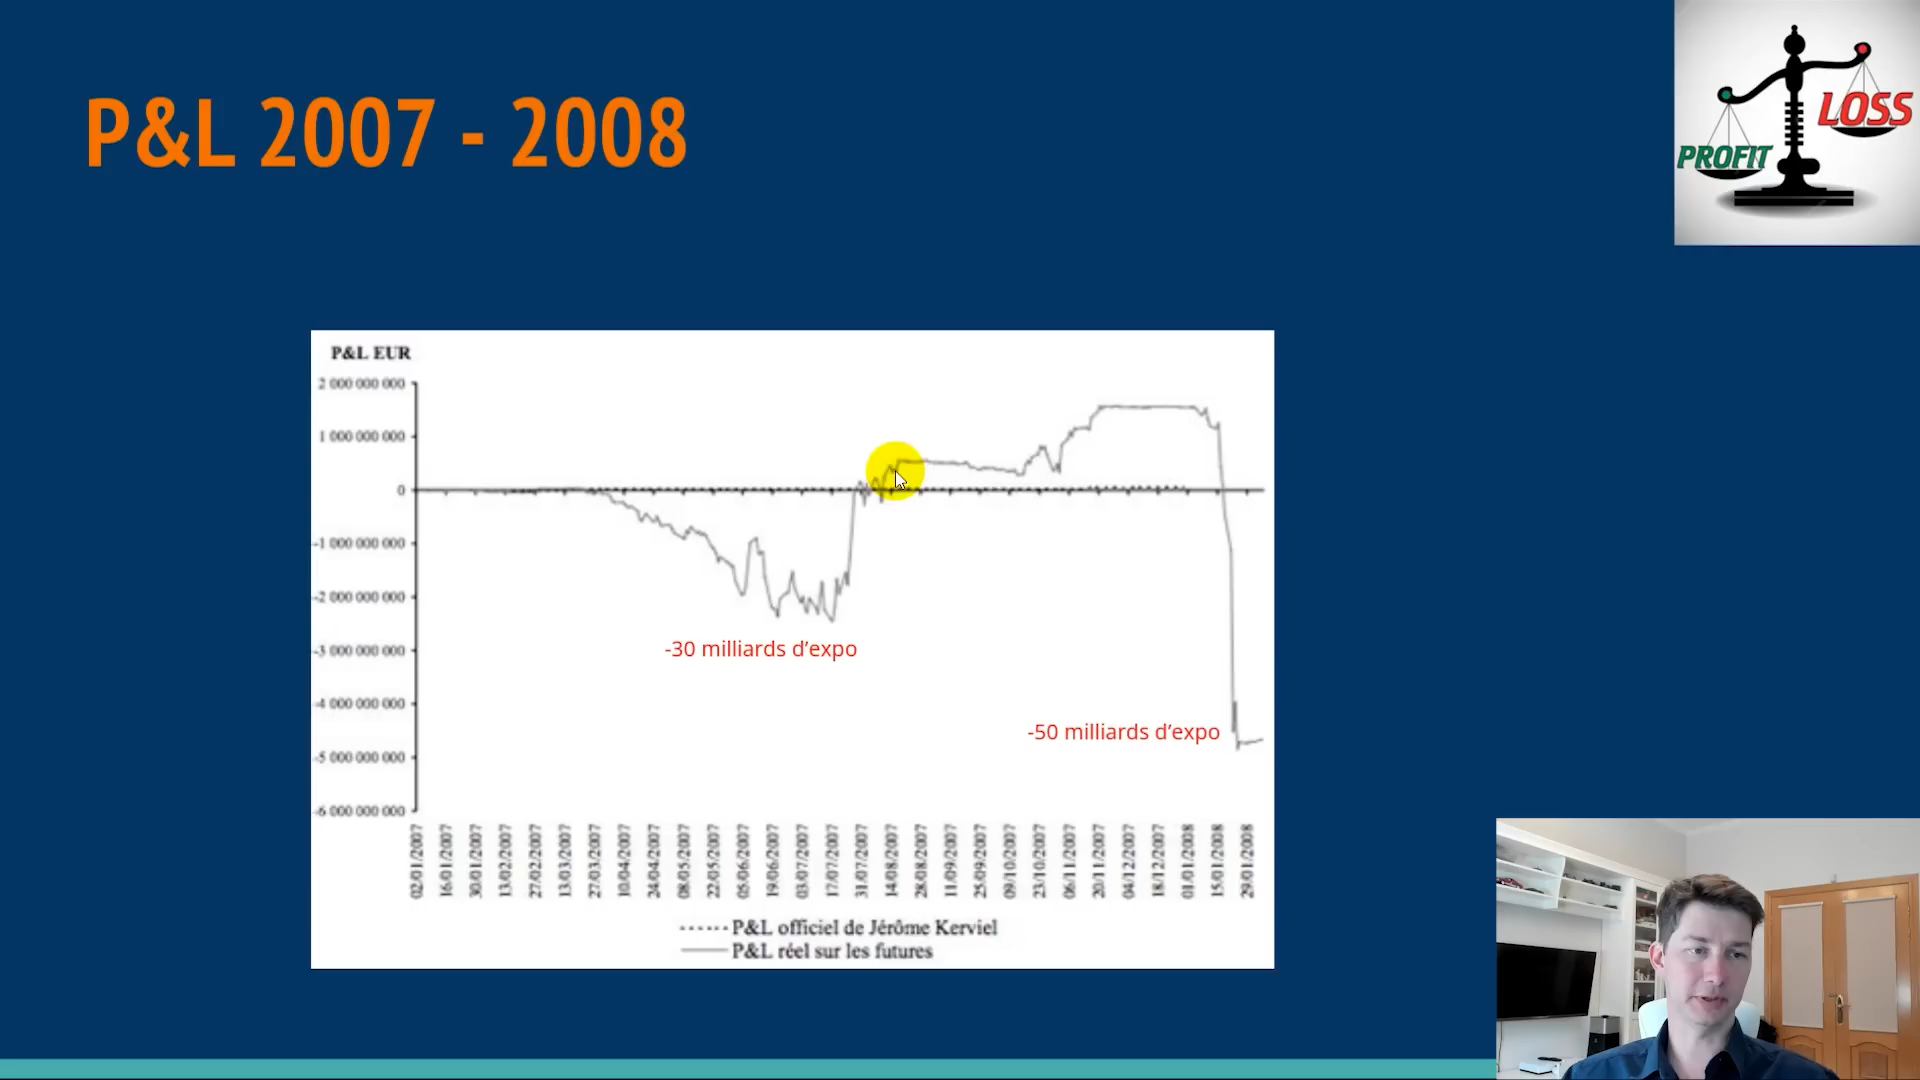 P&L 2007 - 2008
PROFIT
LOSS
P&L EUR
2 000 000 000
1 000 000 000
0
-1 000 000 000
-2 000 000 000
-3 000 000 000
-4 000 000 000
-5 000 000 000
-6 000 000 000
-30 milliards d’expo
-50 milliards d’expo
02/01/2007
16/01/2007
30/01/2007
13/02/2007
27/02/2007
13/03/2007
27/03/2007
10/04/2007
24/04/2007
08/05/2007
22/05/2007
05/06/2007
19/06/2007
03/07/2007
17/07/2007
31/07/2007
14/08/2007
28/08/2007
11/09/2007
25/09/2007
09/10/2007
23/10/2007
06/11/2007
20/11/2007
04/12/2007
18/12/2007
01/01/2008
15/01/2008
29/01/2008
P&L officiel de Jérôme Kerviel
P&L réel sur les futures